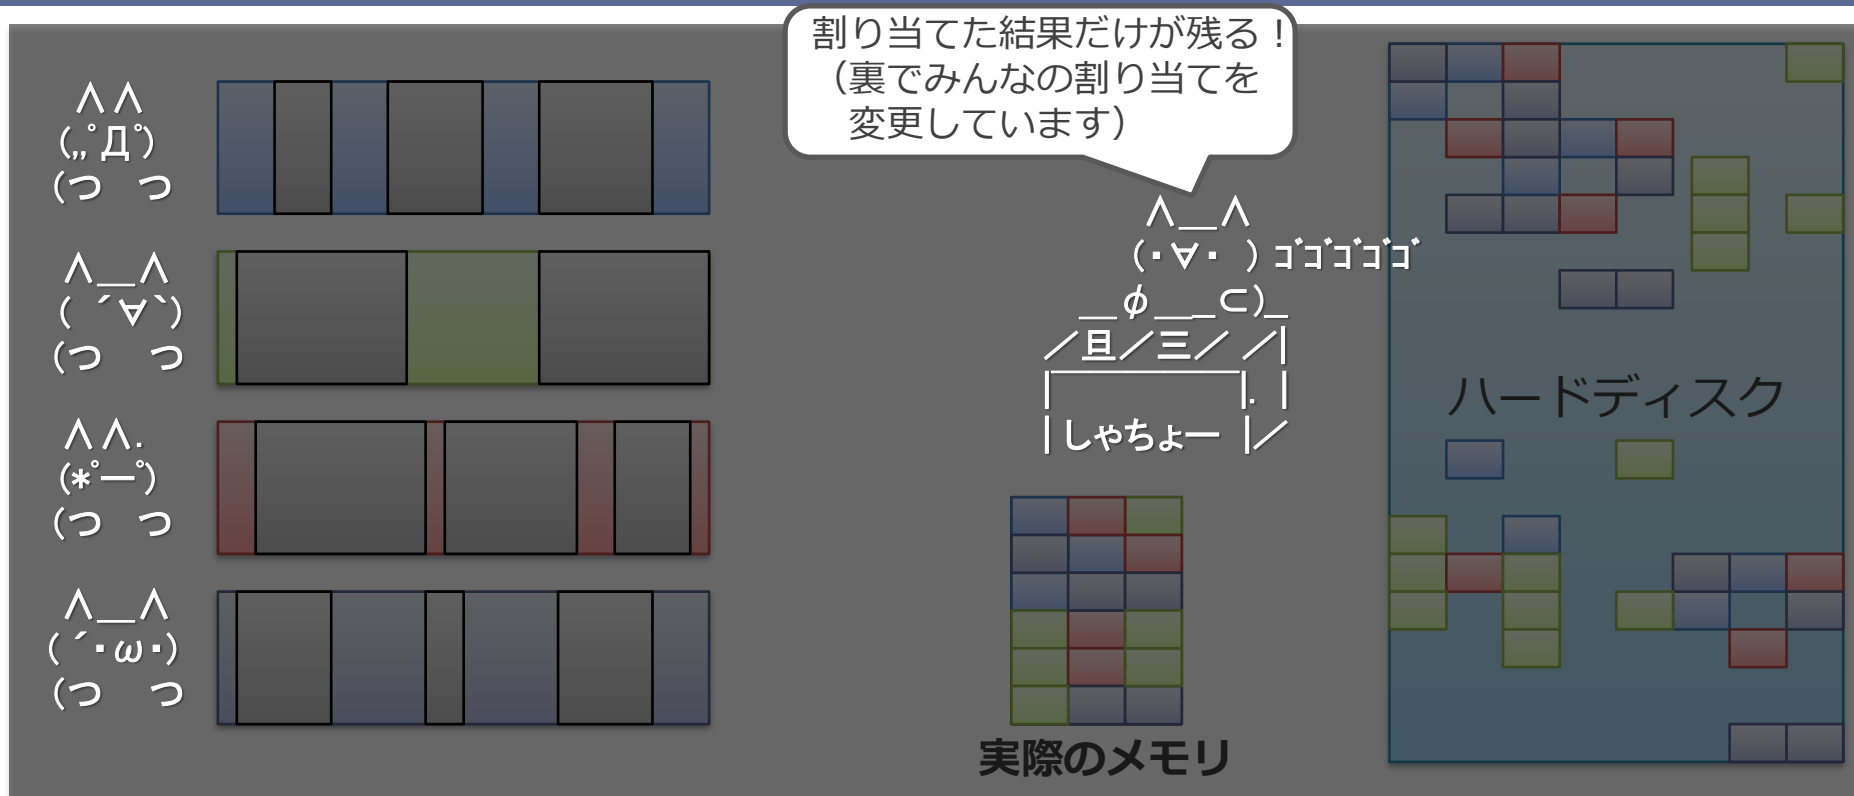 割り当てた結果だけが残る！
（裏でみんなの割り当てを
変更しています）
∧∧
(,,ﾟДﾟ)
(つ　つ
∧＿∧
( ´∀`)
(つ　つ
∧∧.
(*ﾟーﾟ)
(つ　つ
∧＿∧
( ´・ω・)
(つ　つ
∧＿∧
(・∀・ ) ｺﾞｺﾞｺﾞｺﾞｺﾞ
＿φ＿_⊂)_
／旦／三／ ／|
|￣￣￣￣￣|. |
|しゃちょー |／
実際のメモリ
ハードディスク